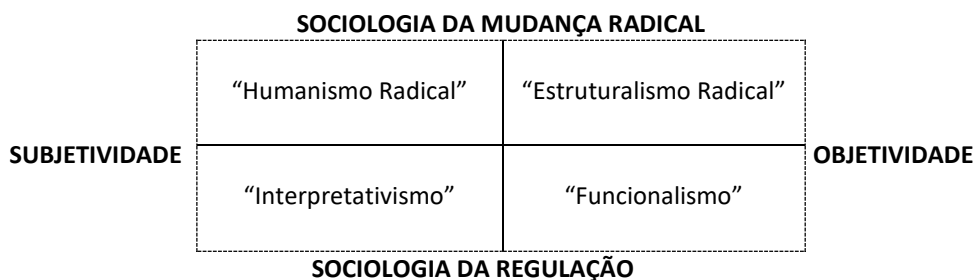 SOCIOLOGIA DA MUDANÇA RADICAL
“Humanismo Radical” “Estruturalismo Radical”
SUBJETIVIDADE OBJETIVIDADE
“Interpretativismo” “Funcionalismo”
SOCIOLOGIA DA REGULAÇÃO